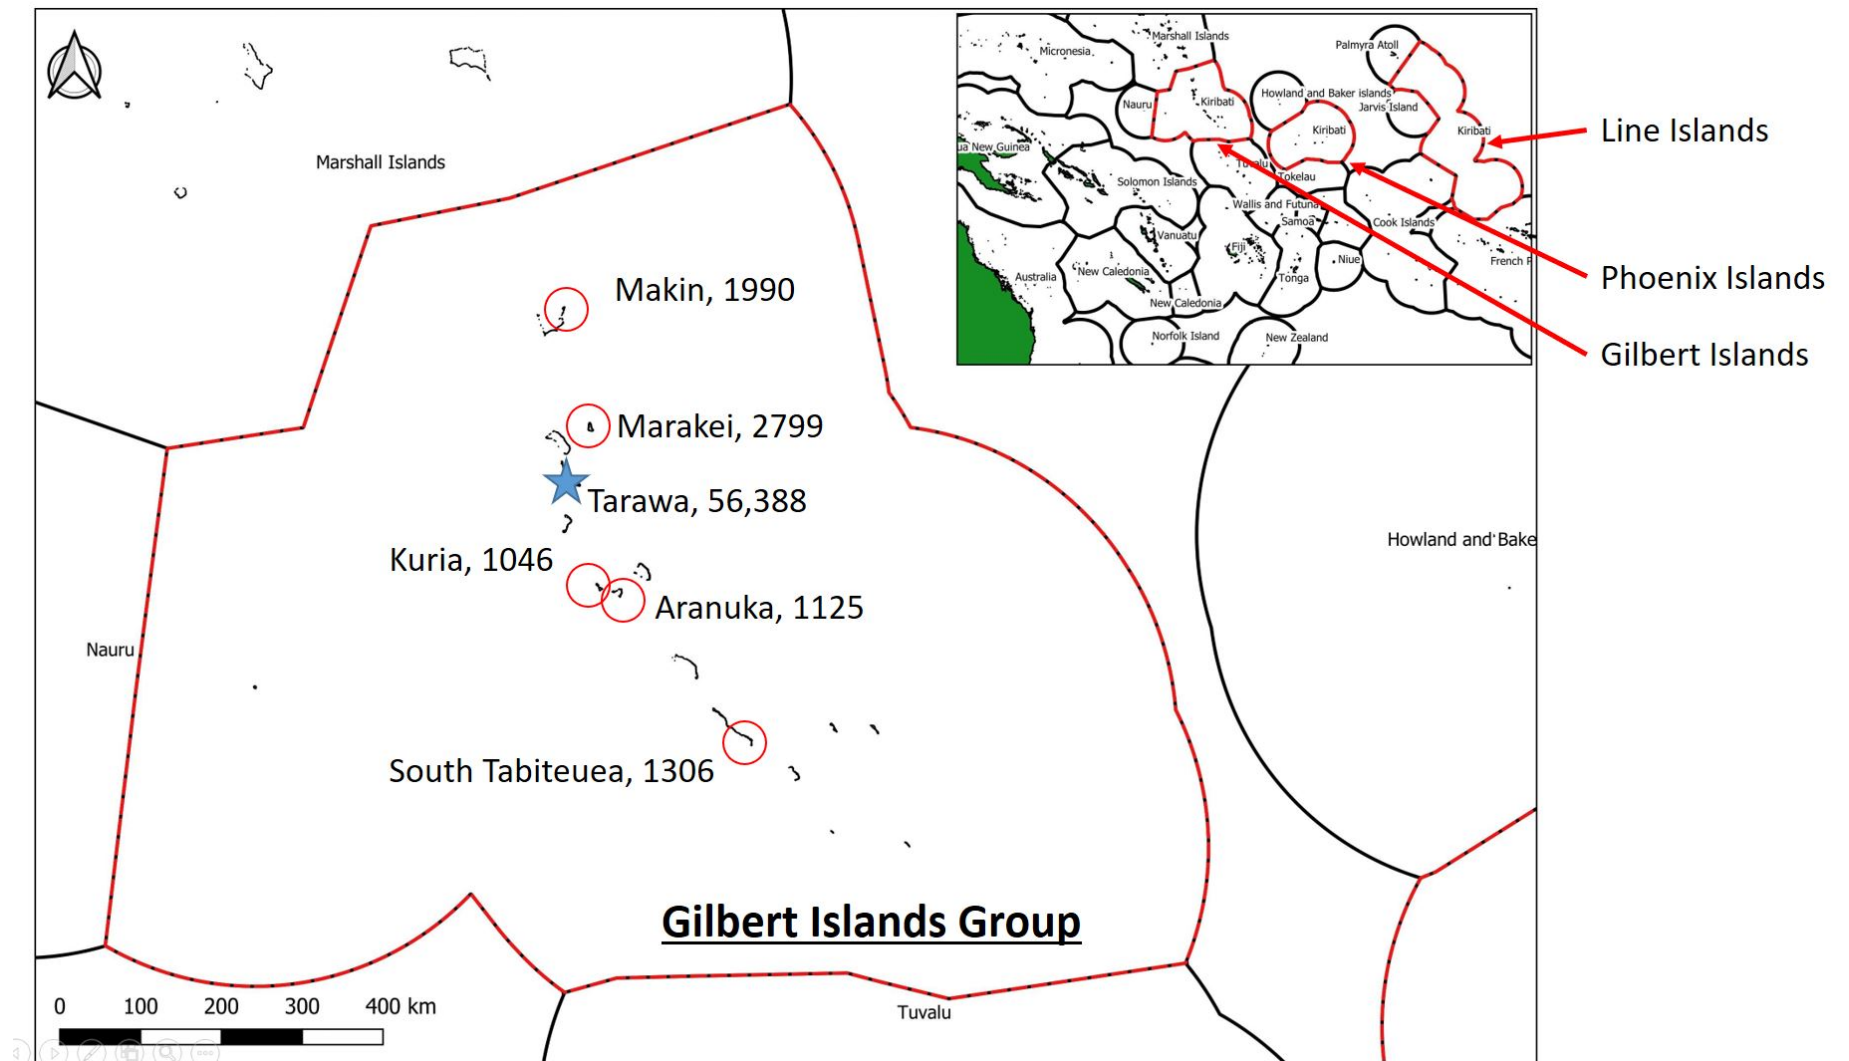 Marshall Islands
Makin, 1990
Marakei, 2799
Tarawa, 56,388
Kuria, 1046
Aranuka, 1125
Howland and Bake
Nauru
South Tabiteuea, 1306
Gilbert Islands Group
0 100 200 300 400 km
Tuvalu
Marshall Islands
Micronesia
Palmyra Atoll
Nauru
Kiribati
Howland and Baker islands
Jarvis Island
Kiribati
Kiribati
ua New Guinea
Tuvalu
Tokelau
Solomon Islands
Wallis and Futuna
Samoa
Cook Islands
Vanuatu
Fiji
Niue
French P
Australia
New Caledonia
Tonga
New Caledonia
Norfolk Island
New Zealand
Line Islands
Phoenix Islands
Gilbert Islands